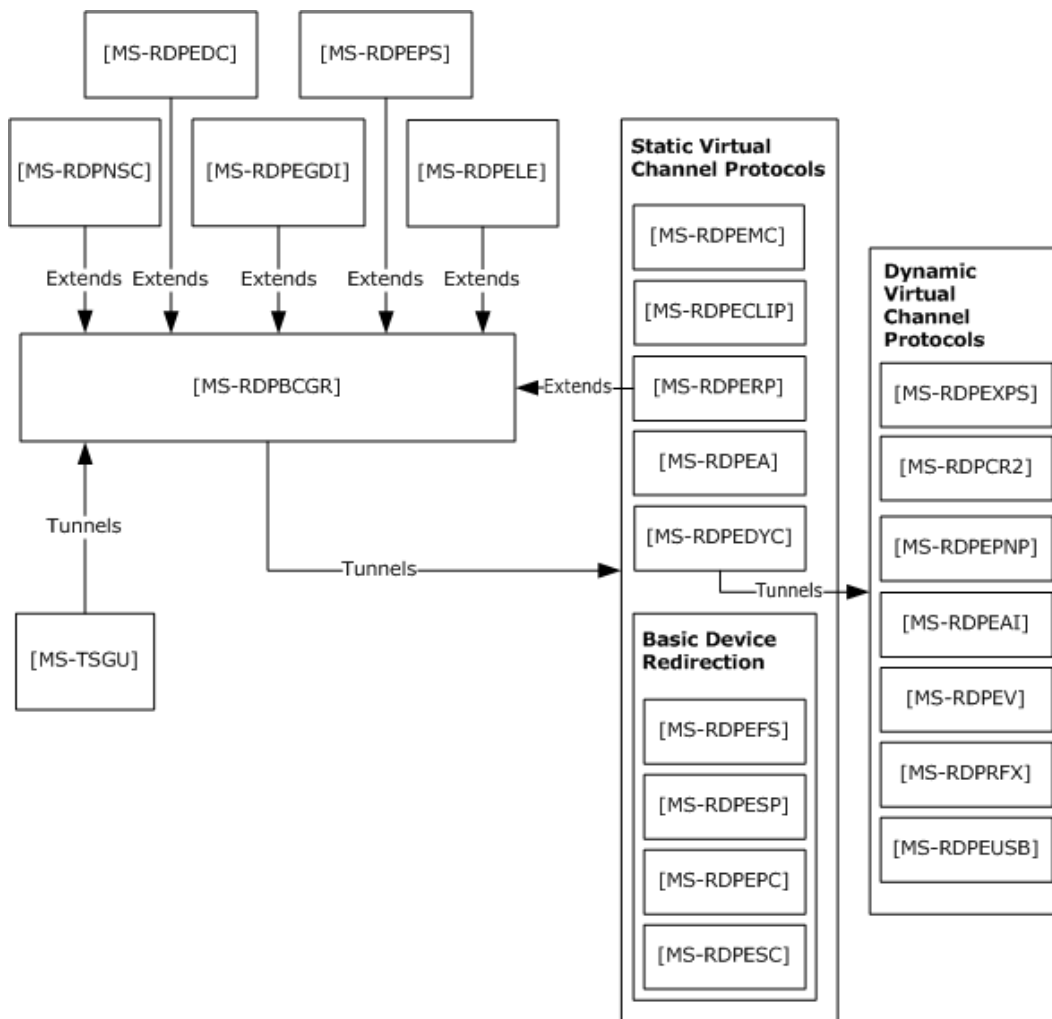 [MS-RDPEDC]
[MS-RDPEPS]
[MS-RDPNSC]
[MS-RDPEGDI]
[MS-RDPELE]
Extends
Extends
Extends
Extends
Extends
[MS-RDPBCGR]
Tunnels
[MS-TSGU]
Extends
Tunnels
Static Virtual
Channel Protocols
[MS-RDPEMC]
[MS-RDPECLIP]
[MS-RDPERP]
[MS-RDPEA]
[MS-RDPEDYC]
Tunnels
Basic Device
Redirection
[MS-RDPEFS]
[MS-RDPESP]
[MS-RDPEPC]
[MS-RDPESC]
Dynamic
Virtual
Channel
Protocols
[MS-RDPEXPS]
[MS-RDPCR2]
[MS-RDPEPNP]
[MS-RDPEAI]
[MS-RDPEV]
[MS-RDPRFX]
[MS-RDPEUSB]